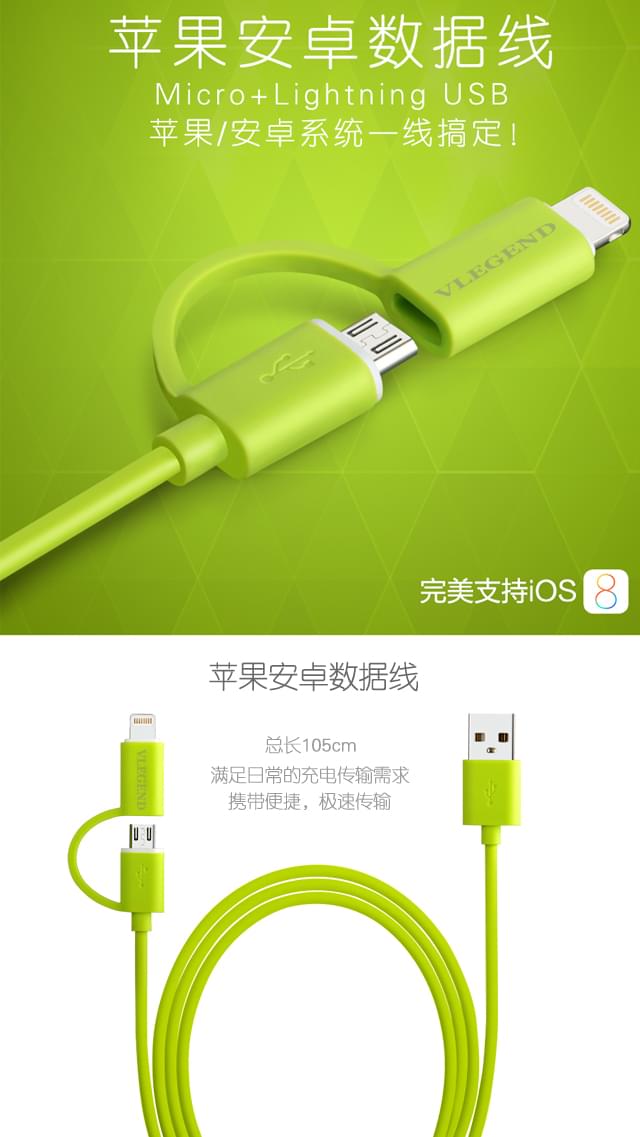 苹果安卓数据线
Micro+Lightning USB
苹果/安卓系统一线搞定!
VLEGEND
完美支持iOS 8
苹果安卓数据线
总长105cm
满足日常的充电传输需求
携带便捷，极速传输
VLEGEND